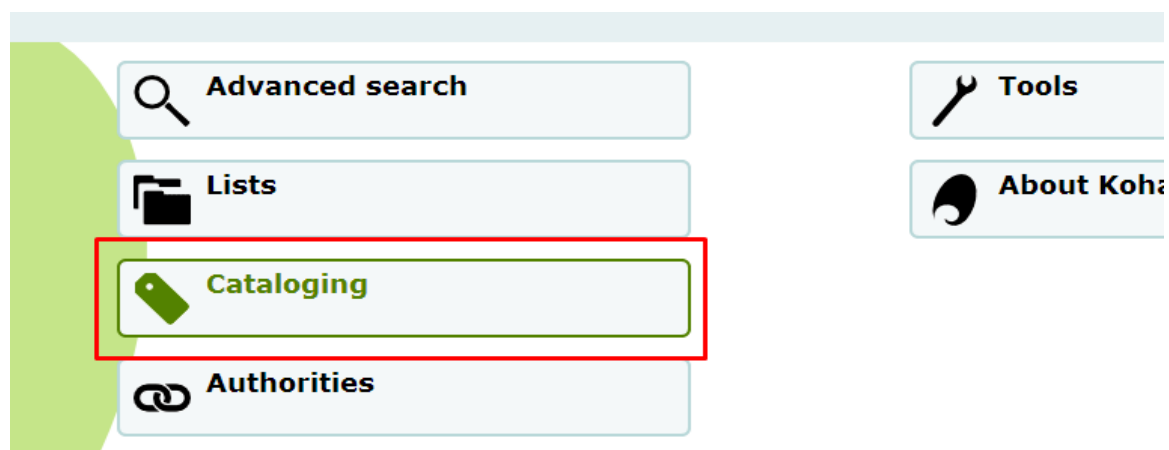 Advanced search
Tools
Lists
About Koha
Cataloging
Authorities